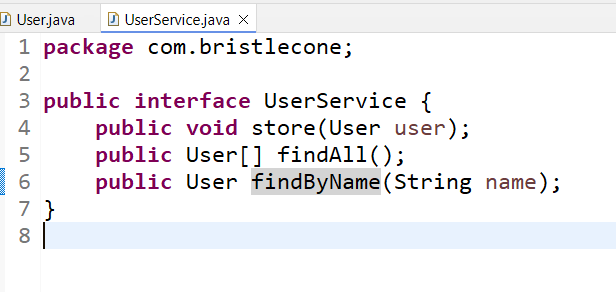 User.java UserService.java
1 package com.bristlecone;
2
3 public interface UserService {
4     public void store(User user);
5     public User[] findAll();
6     public User findByName(String name);
7 }
8